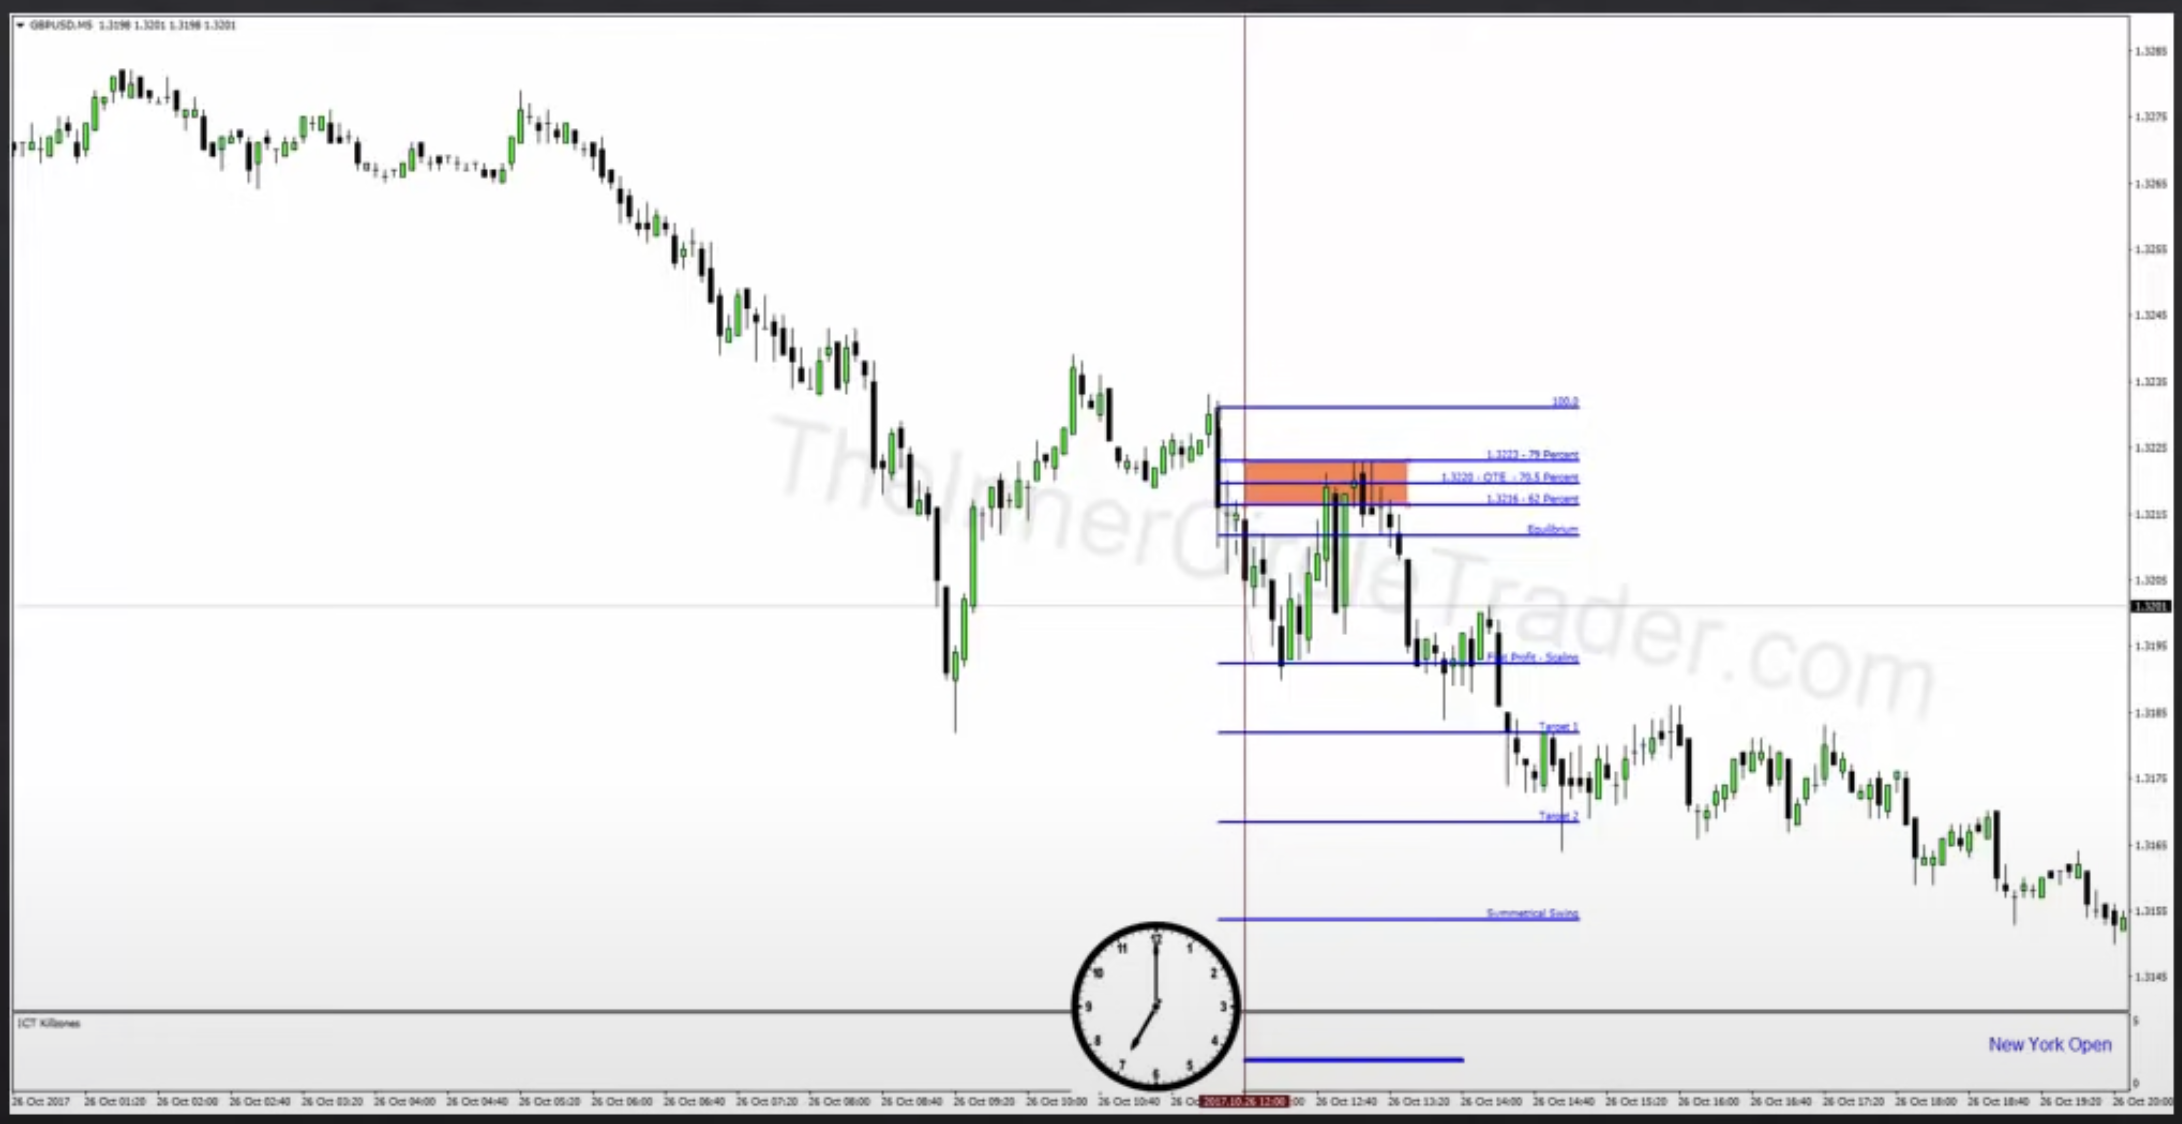 GBPUSD,M5 1.3198 1.3201 1.3198 1.3201
1.3285
1.3275
1.3265
1.3255
1.3245
1.3235
1.3225
1.3215
1.3205
1.3201
1.3195
1.3185
1.3175
1.3165
1.3155
1.3145
TheInnerCircleTrader.com
100.0
1.3223 - 79 Percent
1.3220 - OTE - 70.5 Percent
1.3216 - 62 Percent
Equilibrium
First Profit - Scaling
Target 1
Target 2
Symmetrical Swing
12
11 1
10 2
9 3
8 4
7 5
6
ICT Killzones
5
New York Open
0
26 Oct 2017 26 Oct 01:20 26 Oct 02:00 26 Oct 02:40 26 Oct 03:20 26 Oct 04:00 26 Oct 04:40 26 Oct 05:20 26 Oct 06:00 26 Oct 06:40 26 Oct 07:20 26 Oct 08:00 26 Oct 08:40 26 Oct 09:20 26 Oct 10:00 26 Oct 10:40 26 Oc 2017.10.26 12:00 :00 26 Oct 12:40 26 Oct 13:20 26 Oct 14:00 26 Oct 14:40 26 Oct 15:20 26 Oct 16:00 26 Oct 16:40 26 Oct 17:20 26 Oct 18:00 26 Oct 18:40 26 Oct 19:20 26 Oct 20:00